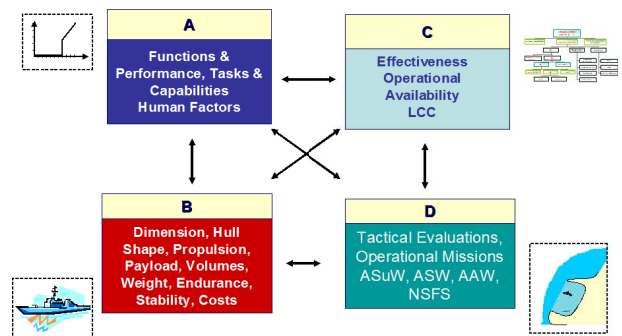 A
Functions &
Performance, Tasks &
Capabilities
Human Factors
C
Effectiveness
Operational
Availability
LCC
B
Dimension, Hull
Shape, Propulsion,
Payload, Volumes,
Weight, Endurance,
Stability, Costs
D
Tactical Evaluations,
Operational Missions
ASuW, ASW, AAW,
NSFS